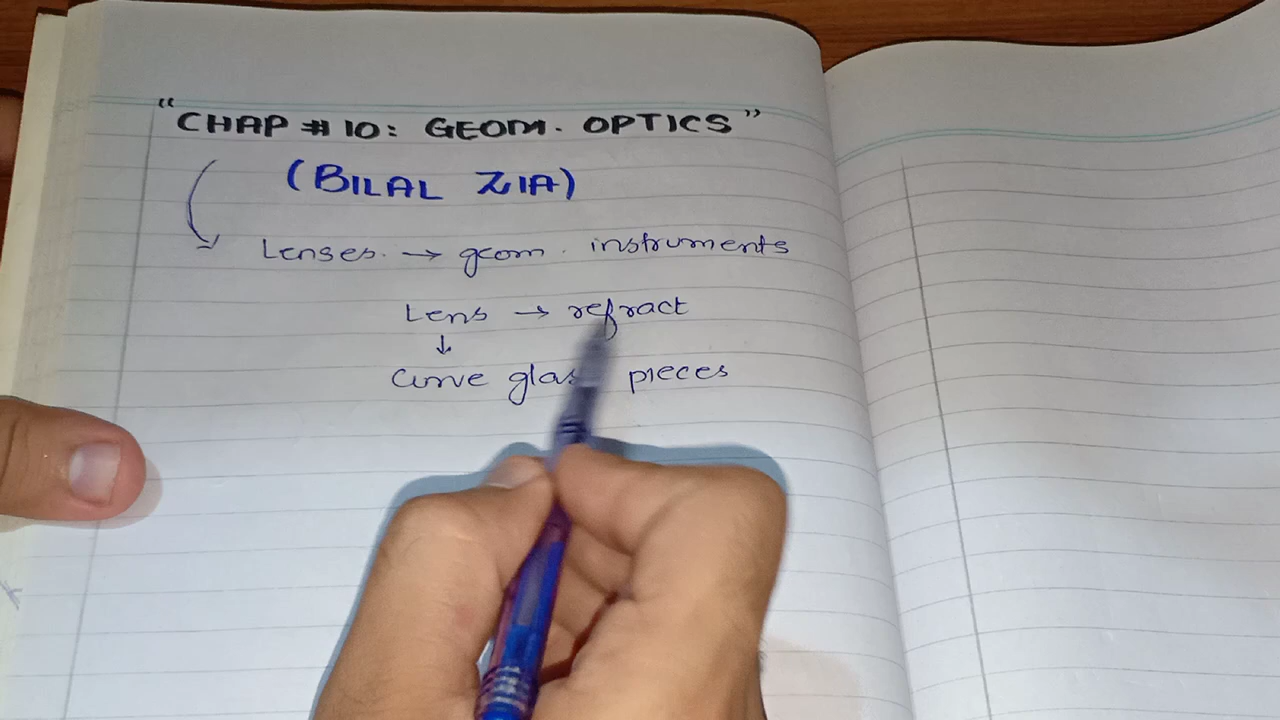 "CHAP # 10: GEOM. OPTICS"
(BILAL ZIA)
Lenses. → geom. instruments
Lens → refract
↓
Curve glass pieces